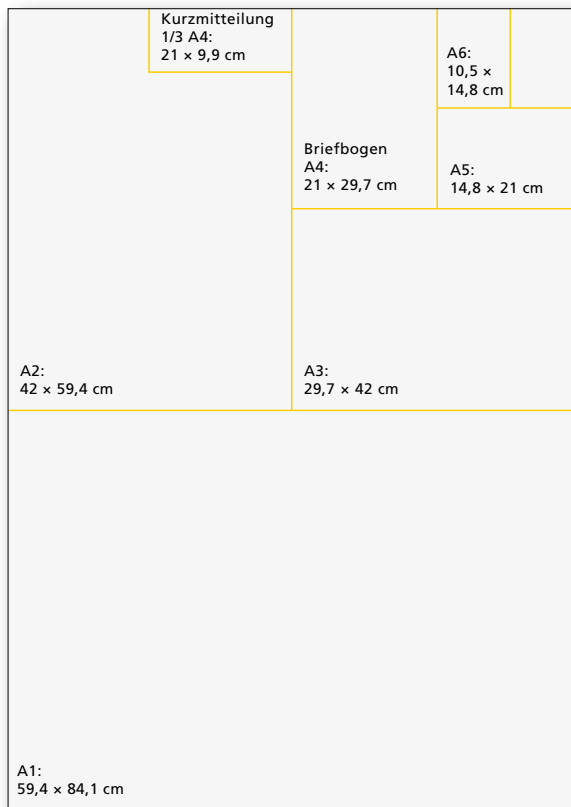 Kurzmitteilung
1/3 A4:
21 × 9,9 cm
A6:
10,5 ×
14,8 cm
Briefbogen
A4:
21 × 29,7 cm
A5:
14,8 × 21 cm
A2:
42 × 59,4 cm
A3:
29,7 × 42 cm
A1:
59,4 × 84,1 cm